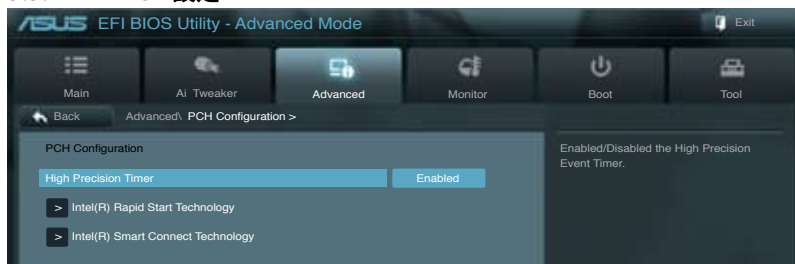 ASUS EFI BIOS Utility - Advanced Mode
Exit
Main
Ai Tweaker
Advanced
Monitor
Boot
Tool
Back
Advanced\ PCH Configuration >
PCH Configuration
High Precision Timer
Enabled
> Intel(R) Rapid Start Technology
> Intel(R) Smart Connect Technology
Enabled/Disabled the High Precision
Event Timer.